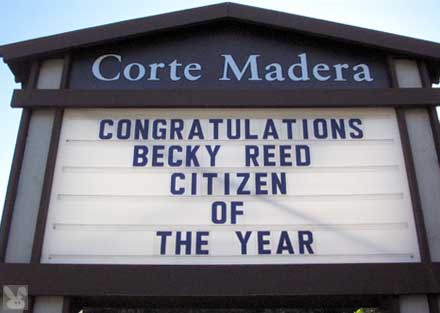 Corte Madera
CONGRATULATIONS
BECKY REED
CITIZEN
OF
THE YEAR